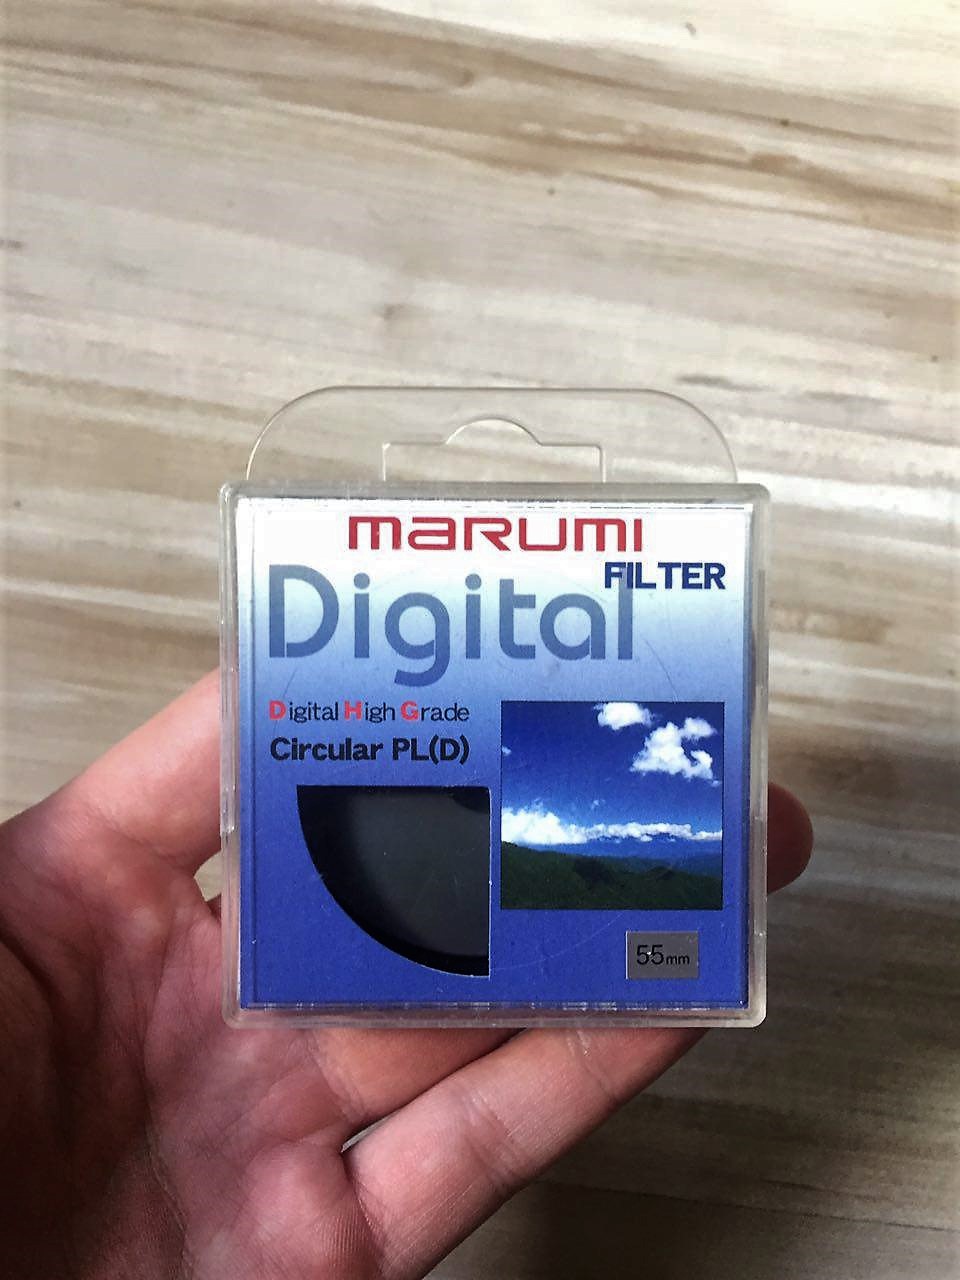 marumi
FILTER
Digital
Digital High Grade
Circular PL(D)
55mm